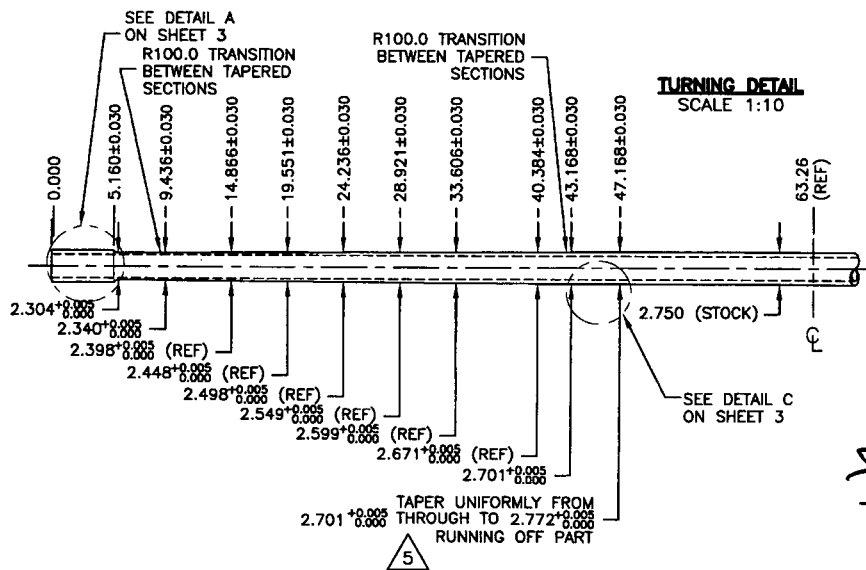 SEE DETAIL A
ON SHEET 3
R100.0 TRANSITION
BETWEEN TAPERED
SECTIONS
R100.0 TRANSITION
BETWEEN TAPERED
SECTIONS
TURNING DETAIL
SCALE 1:10
0.000
5.160±0.030
9.436±0.030
14.866±0.030
19.551±0.030
24.236±0.030
28.921±0.030
33.606±0.030
40.384±0.030
43.168±0.030
47.168±0.030
63.26
(REF)
2.304 +0.005 0.000
2.340 +0.005 0.000
2.398 +0.005 0.000 (REF)
2.448 +0.005 0.000 (REF)
2.498 +0.005 0.000 (REF)
2.549 +0.005 0.000 (REF)
2.599 +0.005 0.000 (REF)
2.671 +0.005 0.000 (REF)
2.701 +0.005 0.000
2.750 (STOCK)
CL
SEE DETAIL C
ON SHEET 3
TAPER UNIFORMLY FROM
2.701 +0.005 0.000 THROUGH TO 2.772 +0.005 0.000
RUNNING OFF PART
5